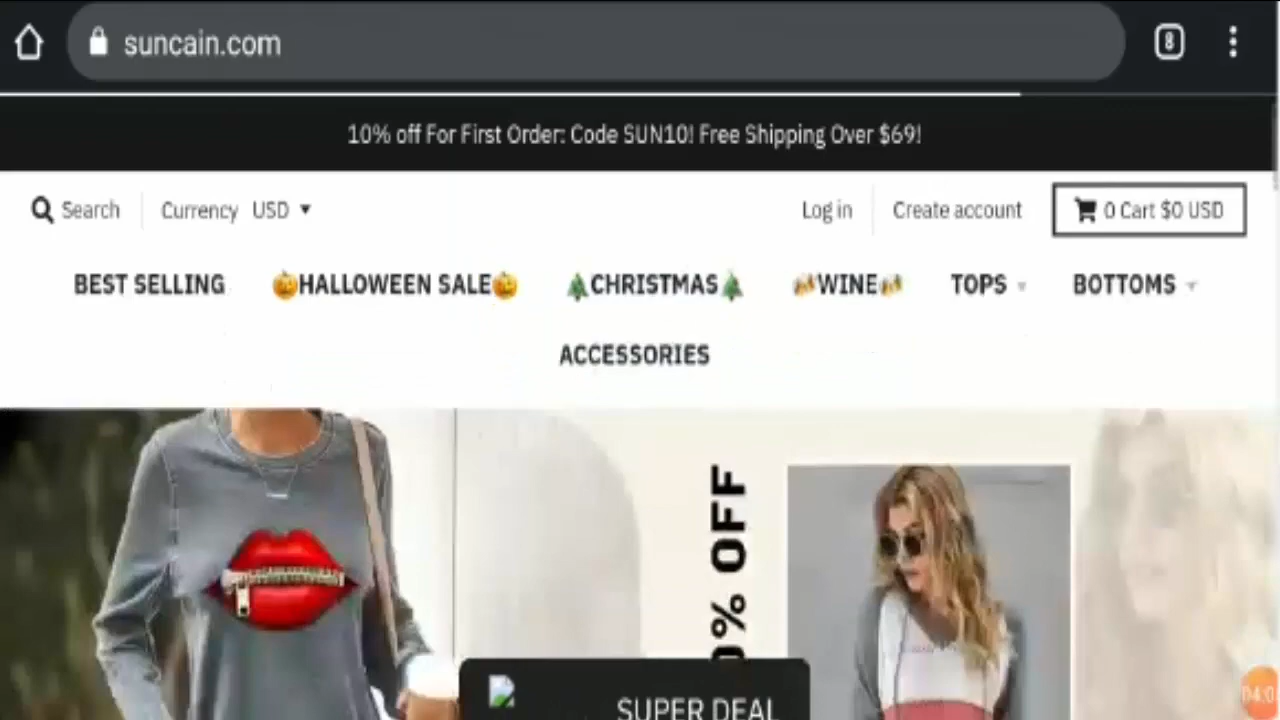 suncain.com
8
10% off For First Order: Code SUN10! Free Shipping Over $69!
Search
Currency USD
Log in
Create account
0 Cart $0 USD
BEST SELLING
🎃HALLOWEEN SALE🎃
🎄CHRISTMAS🎄
🍻WINE🍻
TOPS
BOTTOMS
ACCESSORIES
% OFF
SUPER DEAL